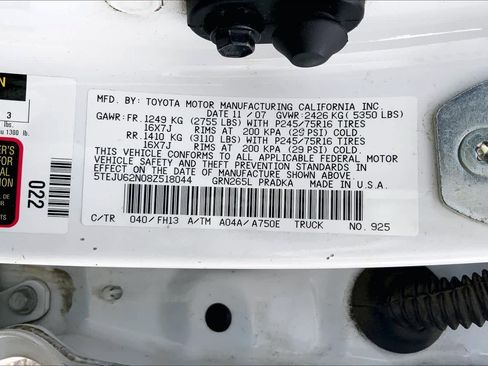 MFD. BY: TOYOTA MOTOR MANUFACTURING CALIFORNIA INC.
DATE 11 / 07 GVWR: 2426 KG ( 5350 LBS)
GAWR: FR. 1249 KG (2755 LBS) WITH P245/75R16 TIRES
16X7J RIMS AT 200 KPA (29 PSI) COLD.
RR. 1410 KG (3110 LBS) WITH P245/75R16 TIRES
16X7J RIMS AT 200 KPA (29 PSI) COLD.
THIS VEHICLE CONFORMS TO ALL APPLICABLE FEDERAL MOTOR
VEHICLE SAFETY, BUMPER, AND THEFT PREVENTION STANDARDS IN
EFFECT ON THE DATE OF MANUFACTURE SHOWN ABOVE.
5TEJU62N08Z518044 GRN265L PRADKA MADE IN U.S.A.
C/TR 040/FH13 A/TM A04A/A750E TRUCK NO. 925
N
3
lbs.
1380 lb.
022